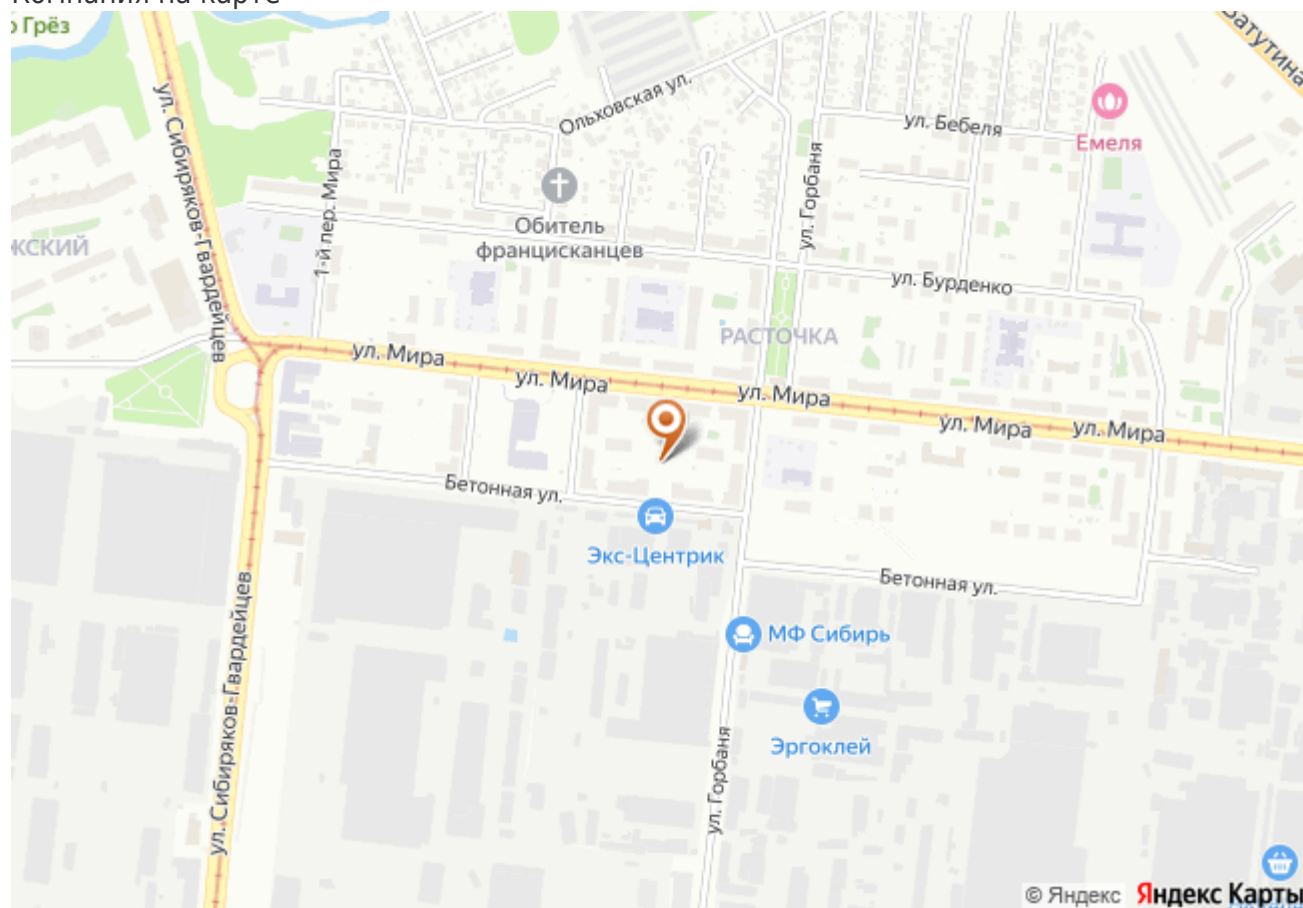 Компания на карте
о Грёз
Ватутина
ул. Сибиряков-Гвардейцев
Ольховская ул.
ул. Бебеля
Емеля
1-й пер. Мира
ул. Горбаня
Обитель
францисканцев
ЖСКИЙ
ул. Бурденко
РАСТОЧКА
ул. Мира
ул. Мира
ул. Мира
ул. Мира
ул. Мира
Бетонная ул.
Экс-Центрик
Бетонная ул.
МФ Сибирь
ул. Сибиряков-Гвардейцев
Эргоклей
ул. Горбаня
© Яндекс Яндекс Карты